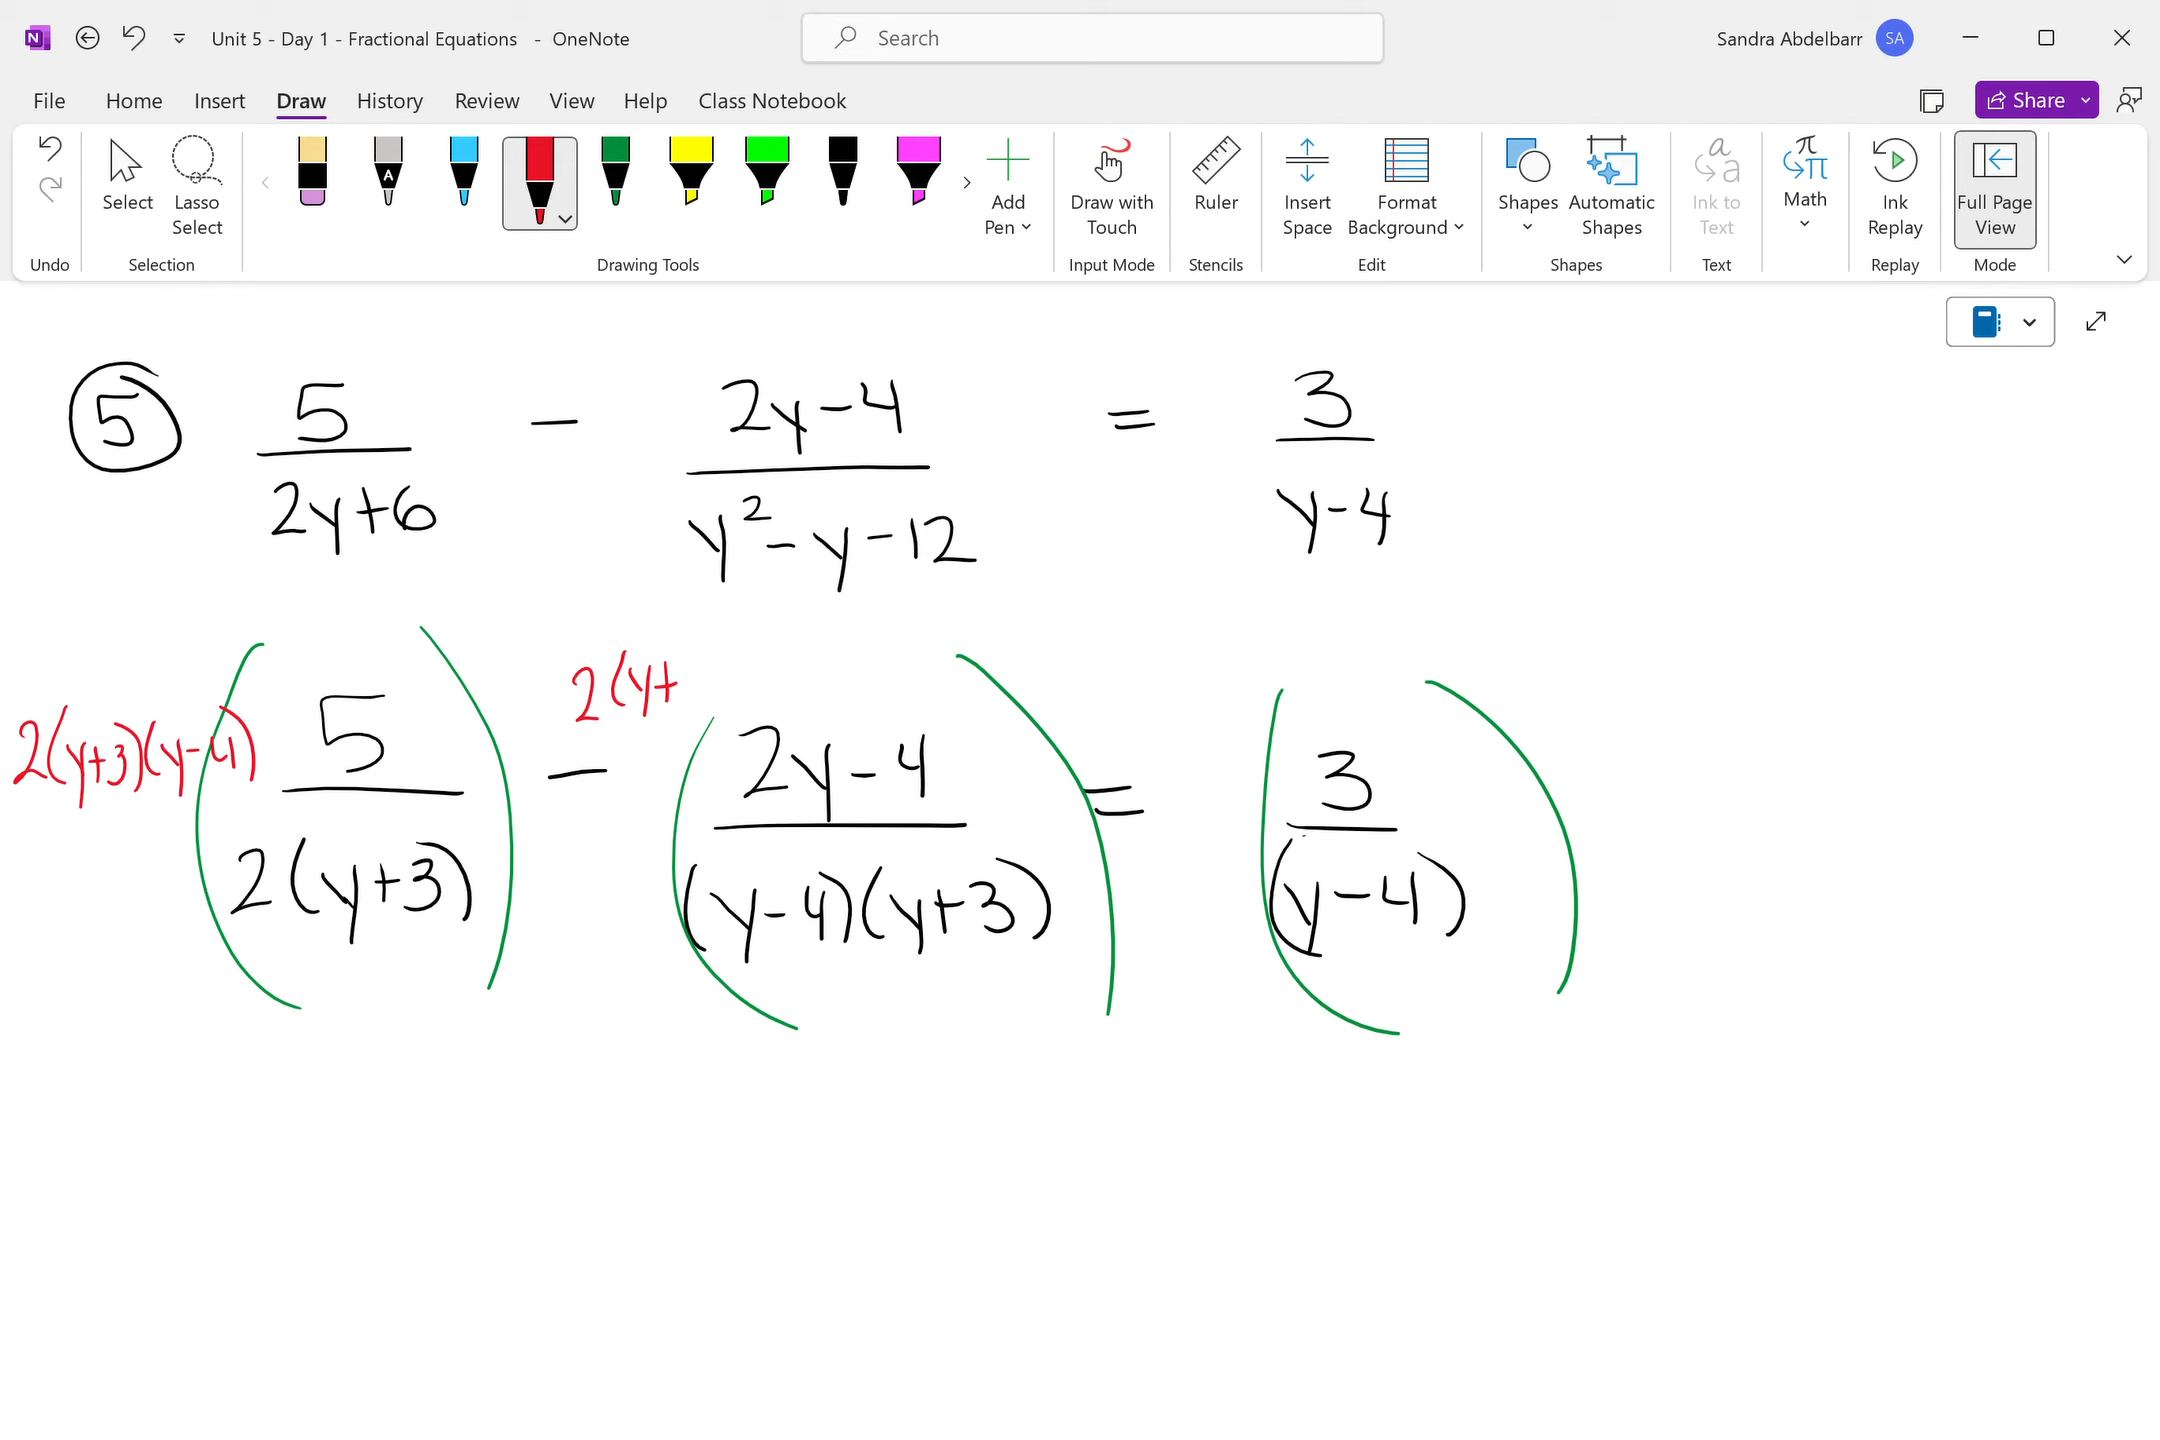 Unit 5 - Day 1 - Fractional Equations - OneNote
Search
Sandra Abdelbarr SA
File Home Insert Draw History Review View Help Class Notebook
Share
Undo
Select
Lasso Select
Selection
A
Drawing Tools
Add Pen
Draw with Touch
Input Mode
Ruler
Stencils
Insert Space
Format Background
Edit
Shapes
Automatic Shapes
Shapes
Ink to Text
Text
Math
Ink Replay
Replay
Full Page View
Mode
⑤ 5/(2y+6) - (2y-4)/(y²-y-12) = 3/(y-4)
2(y+3)(y-4) (5/(2(y+3))) - 2(y+ ((2y-4)/((y-4)(y+3))) = (3/((y-4)))